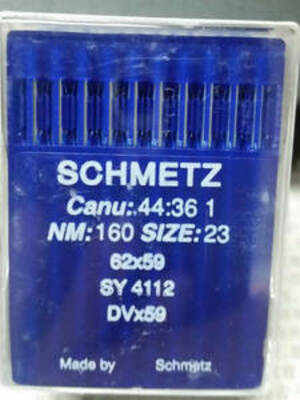 SCHMETZ
Canu: 44:36 1
NM: 160 SIZE: 23
62x59
SY 4112
DVx59
Made by Schmetz